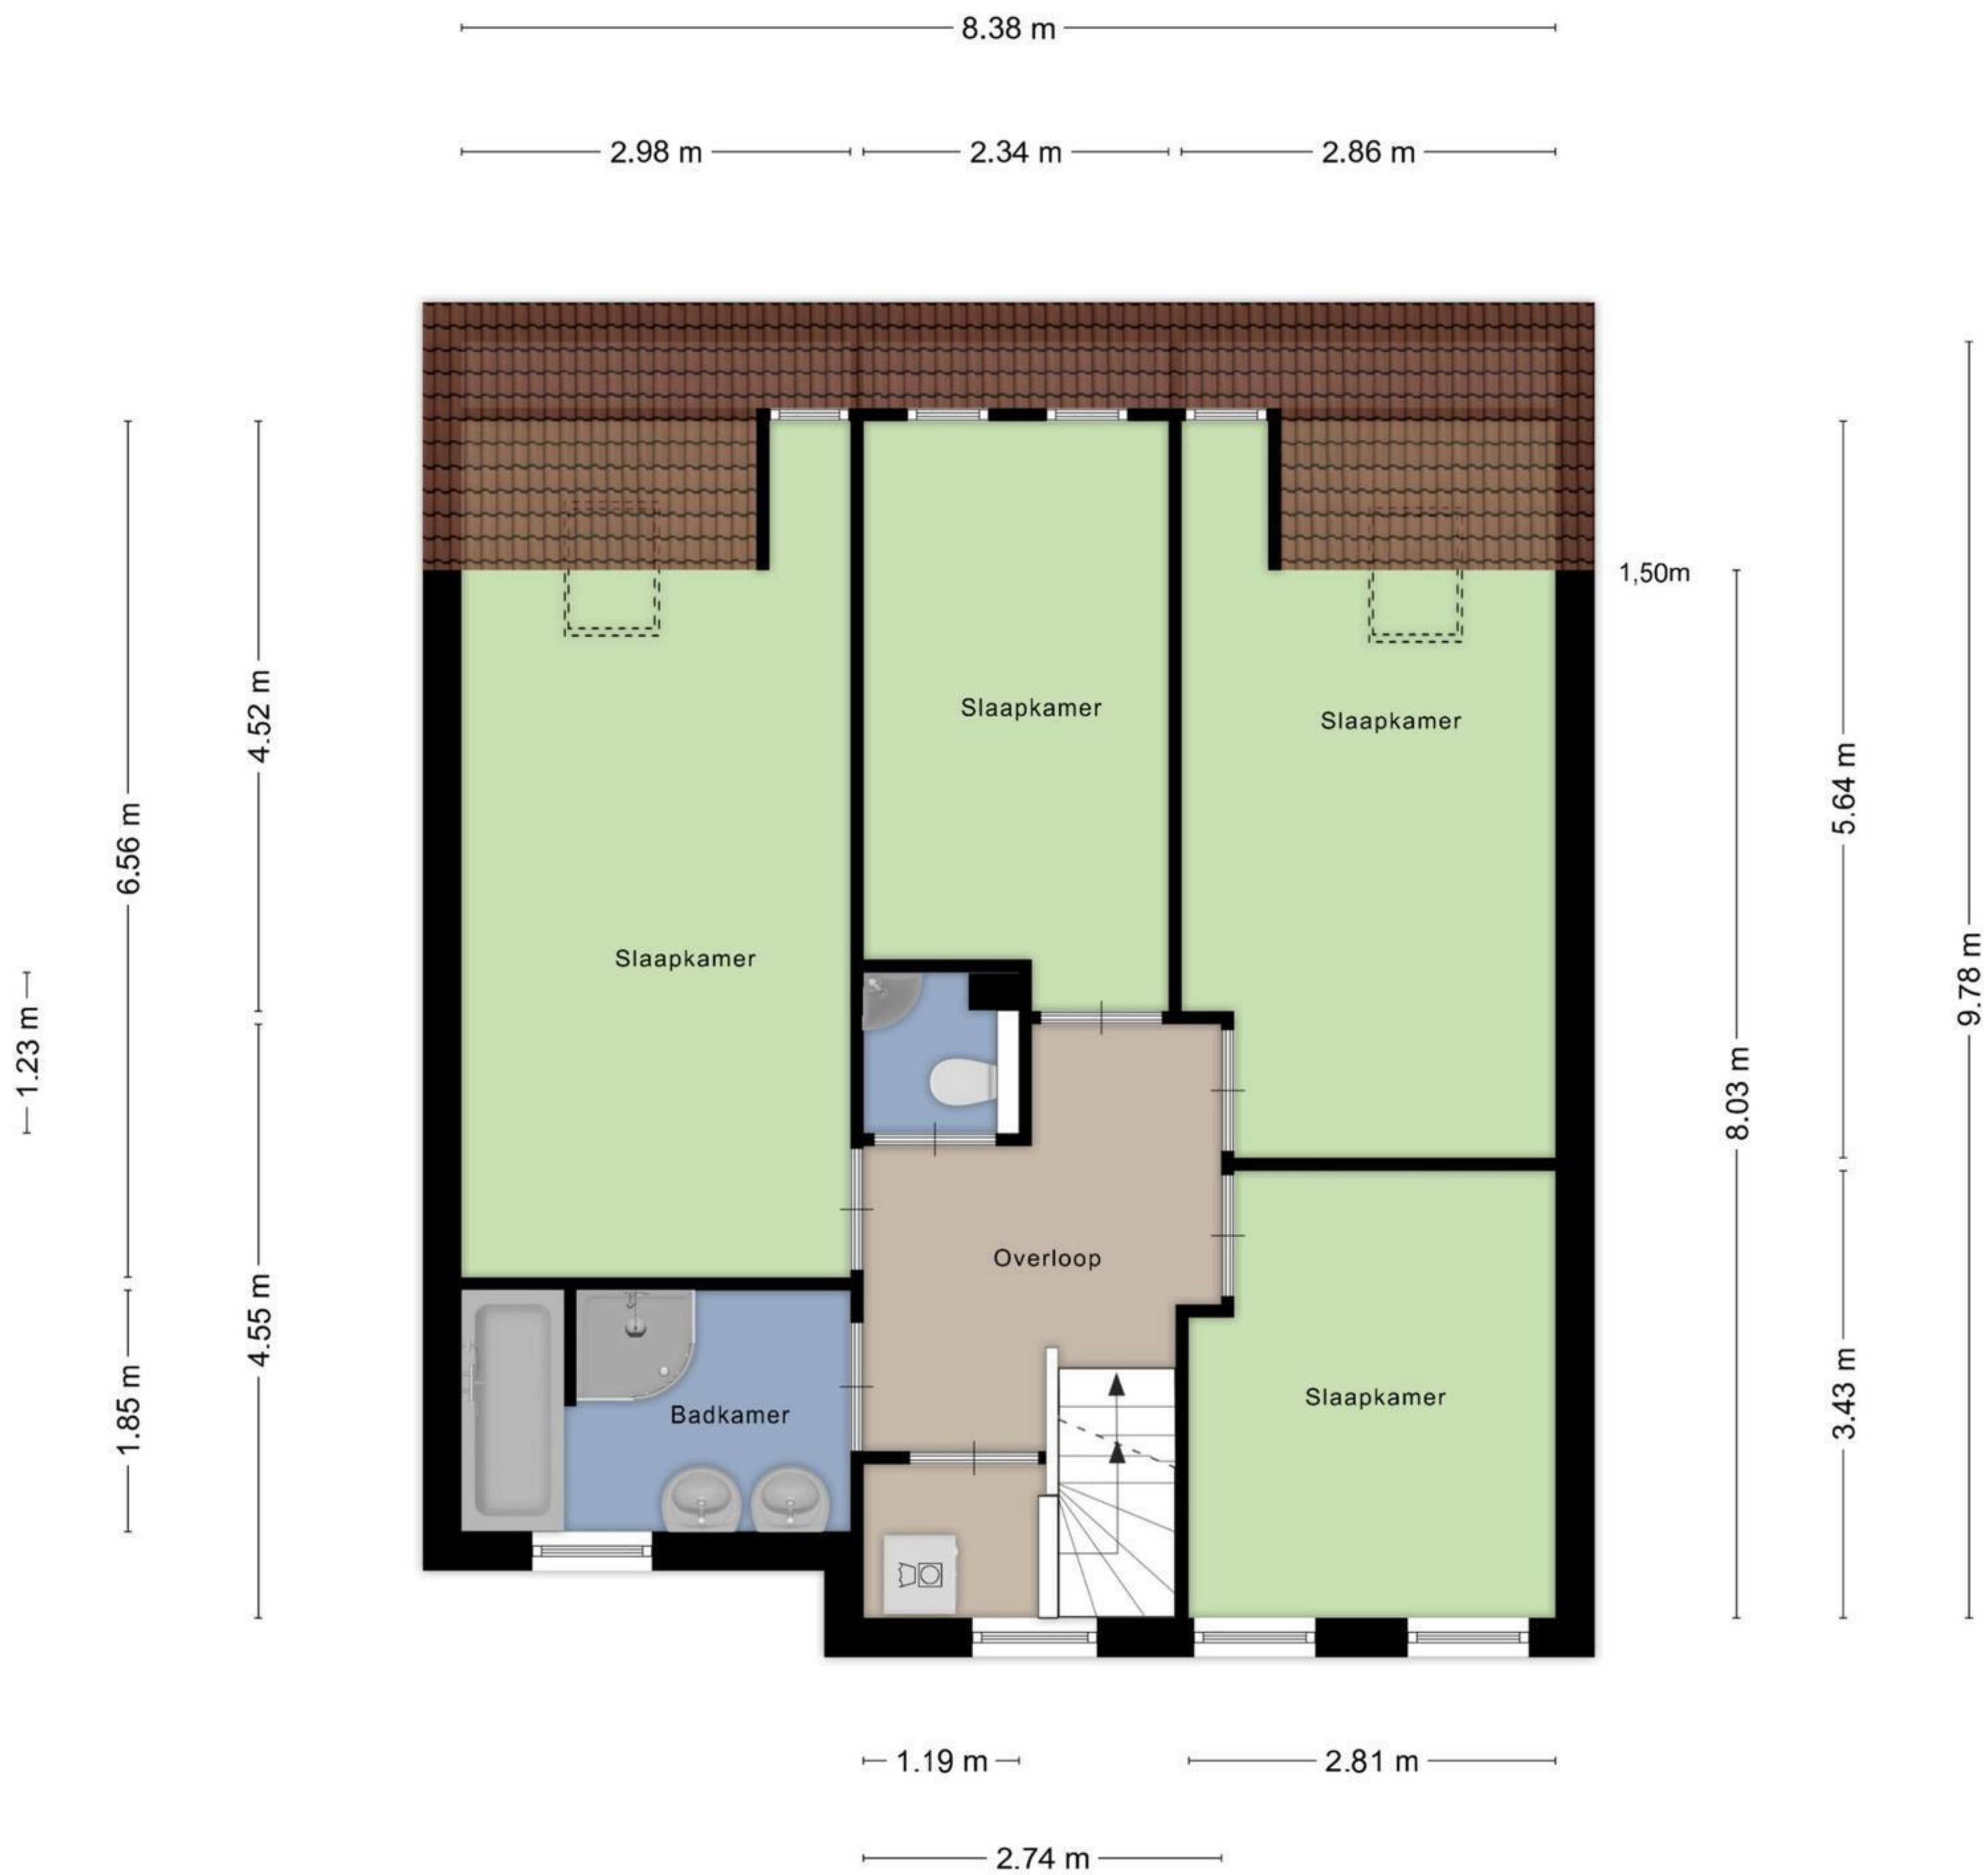 8.38 m
2.98 m
2.34 m
2.86 m
1,50m
Slaapkamer
Slaapkamer
4.52 m
5.64 m
6.56 m
Slaapkamer
9.78 m
1.23 m
8.03 m
Overloop
4.55 m
Slaapkamer
3.43 m
1.85 m
Badkamer
1.19 m
2.81 m
2.74 m